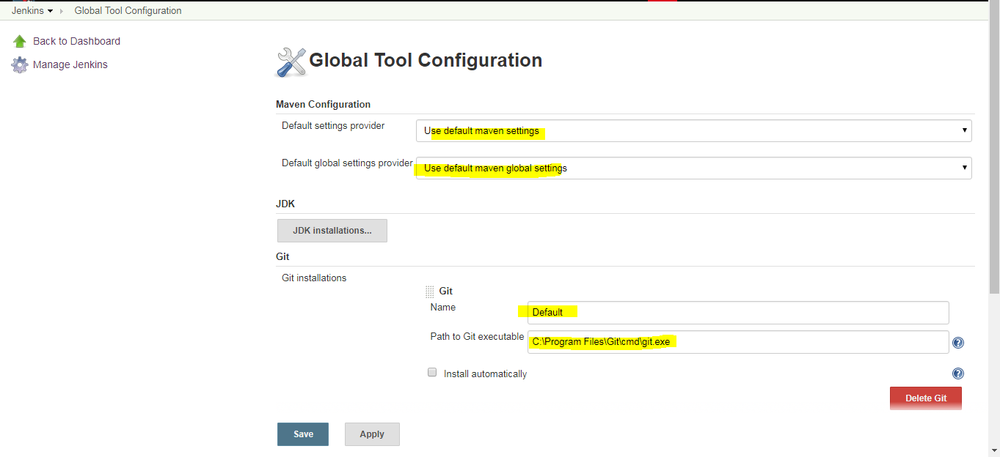 Jenkins Global Tool Configuration
Back to Dashboard
Manage Jenkins
Global Tool Configuration
Maven Configuration
Default settings provider
Use default maven settings
Default global settings provider
Use default maven global settings
JDK
JDK installations...
Git
Git installations
Git
Name
Default
Path to Git executable
C:\Program Files\Git\cmd\git.exe
Install automatically
Delete Git
Save Apply